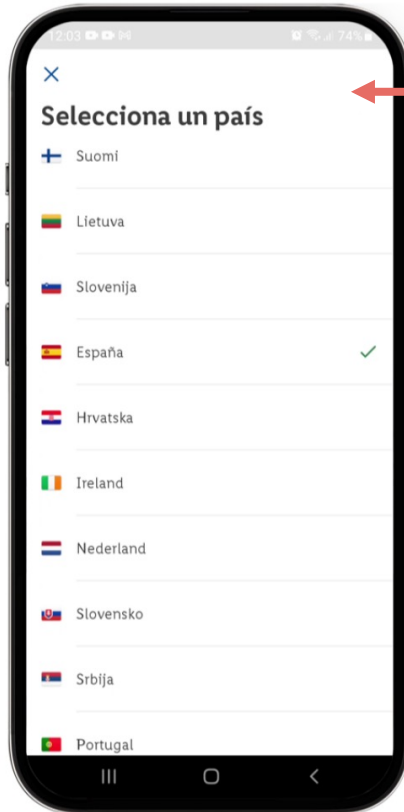 12:03
74%
Selecciona un país
Suomi
Lietuva
Slovenija
España
Hrvatska
Ireland
Nederland
Slovensko
Srbija
Portugal